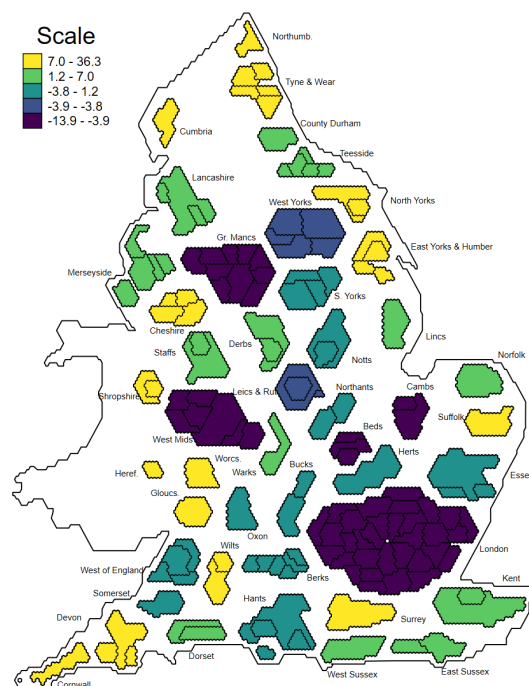 Scale
7.0 - 36.3
1.2 - 7.0
-3.8 - 1.2
-3.9 - -3.8
-13.9 - -3.9
Northumb.
Tyne & Wear
County Durham
Cumbria
Teesside
Lancashire
North Yorks
West Yorks
Gr. Mancs
East Yorks & Humber
Merseyside
S. Yorks
Cheshire
Lincs
Derbs
Staffs
Notts
Norfolk
Northants
Cambs
Leics & Rut
Shropshire
Suffolk
Beds
West Mids
Herts
Worcs.
Bucks
Heref.
Warks
Esse
Gloucs.
Oxon
Wilts
London
West of England
Berks
Kent
Somerset
Hants
Devon
Surrey
Dorset
East Sussex
West Sussex
Cornwall